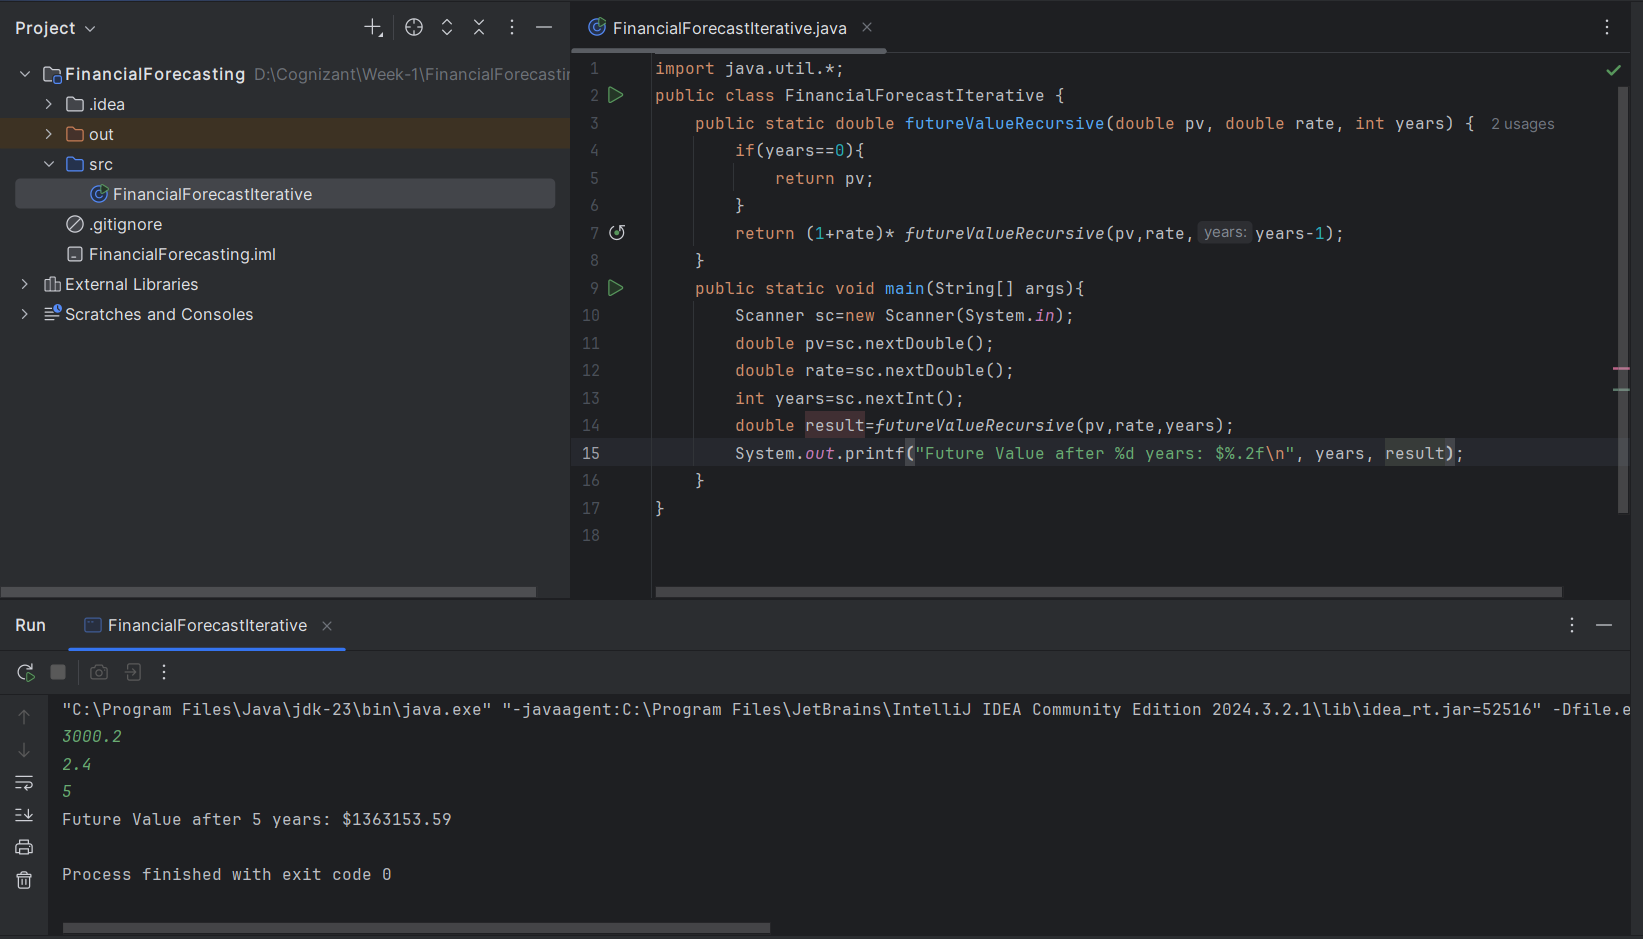 Project
FinancialForecasting D:\Cognizant\Week-1\FinancialForecastin
.idea
out
src
FinancialForecastIterative
.gitignore
FinancialForecasting.iml
External Libraries
Scratches and Consoles
FinancialForecastIterative.java
1 import java.util.*;
2 public class FinancialForecastIterative {
3 public static double futureValueRecursive(double pv, double rate, int years) { 2 usages
4 if(years==0){
5 return pv;
6 }
7 return (1+rate)* futureValueRecursive(pv,rate, years: years-1);
8 }
9 public static void main(String[] args){
10 Scanner sc=new Scanner(System.in);
11 double pv=sc.nextDouble();
12 double rate=sc.nextDouble();
13 int years=sc.nextInt();
14 double result=futureValueRecursive(pv,rate,years);
15 System.out.printf("Future Value after %d years: $%.2f\n", years, result);
16 }
17 }
18
Run FinancialForecastIterative
"C:\Program Files\Java\jdk-23\bin\java.exe" "-javaagent:C:\Program Files\JetBrains\IntelliJ IDEA Community Edition 2024.3.2.1\lib\idea_rt.jar=52516" -Dfile.e
3000.2
2.4
5
Future Value after 5 years: $1363153.59
Process finished with exit code 0